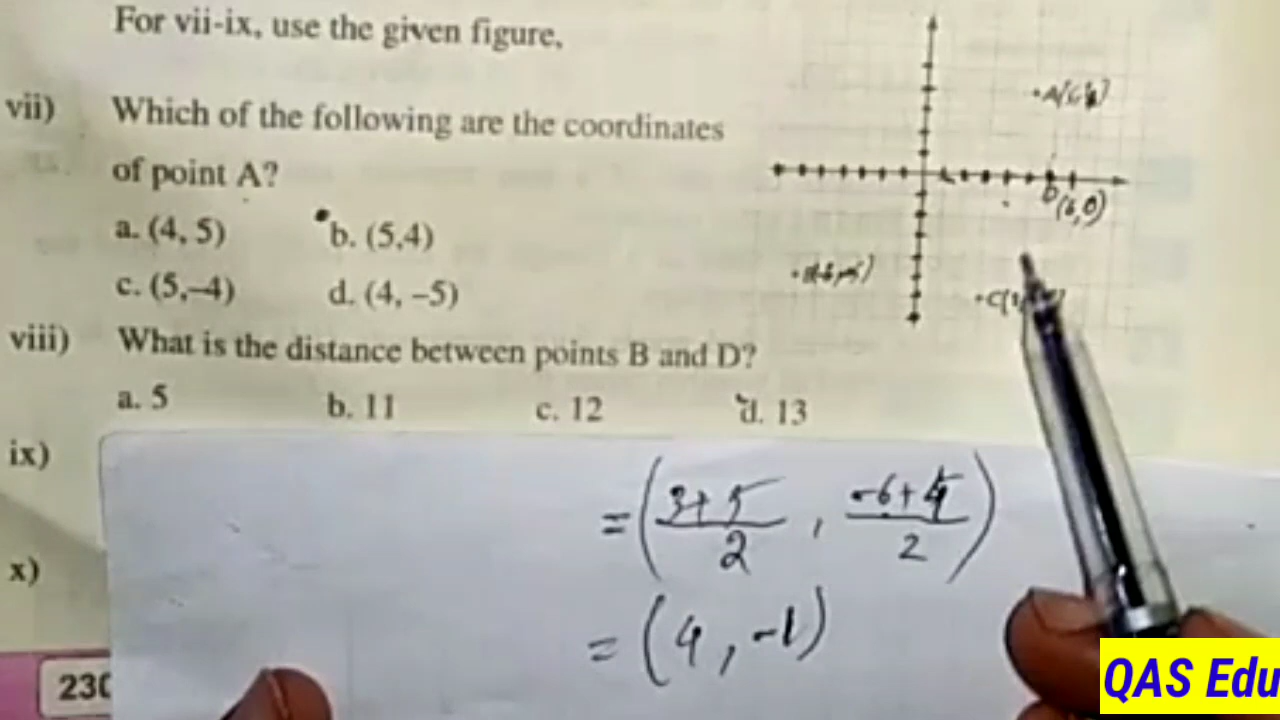 For vii-ix, use the given figure,
vii) Which of the following are the coordinates
of point A?
a. (4, 5) b. (5,4)
c. (5,–4) d. (4, –5)
viii) What is the distance between points B and D?
a. 5 b. 11 c. 12 d. 13
ix)
x)
D(6,0)
= (3+5/2, -6+4/2)
= (4, -1)
230
QAS Edu